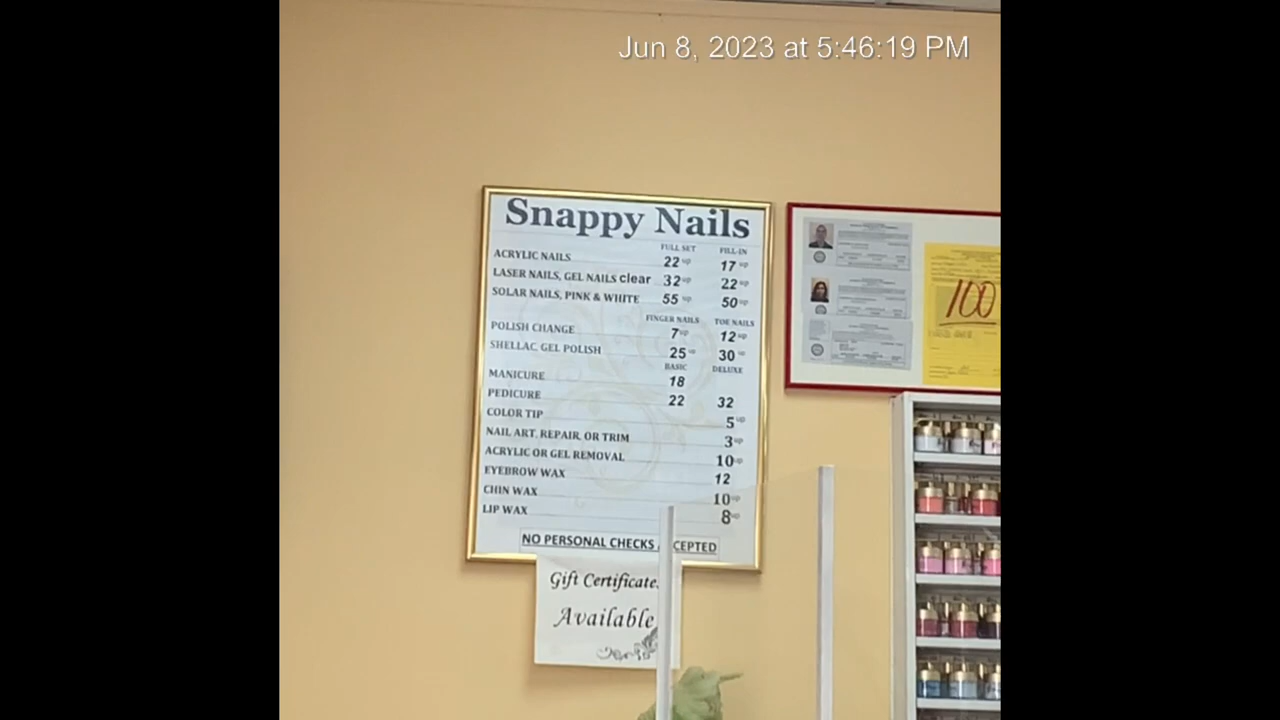 Jun 8, 2023 at 5:46:19 PM
Snappy Nails
FULL SET FILL-IN
ACRYLIC NAILS 22 up 17 up
LASER NAILS, GEL NAILS clear 32 up 22 up
SOLAR NAILS, PINK & WHITE 55 up 50 up
FINGER NAILS TOE NAILS
POLISH CHANGE 7 up 12 up
SHELLAC, GEL POLISH 25 up 30 up
BASIC DELUXE
MANICURE 18
PEDICURE 22 32
COLOR TIP 5 up
NAIL ART, REPAIR, OR TRIM 3 up
ACRYLIC OR GEL REMOVAL 10 up
EYEBROW WAX 12
CHIN WAX 10 up
LIP WAX 8 up
NO PERSONAL CHECKS A CEPTED
Gift Certificate
Available
100